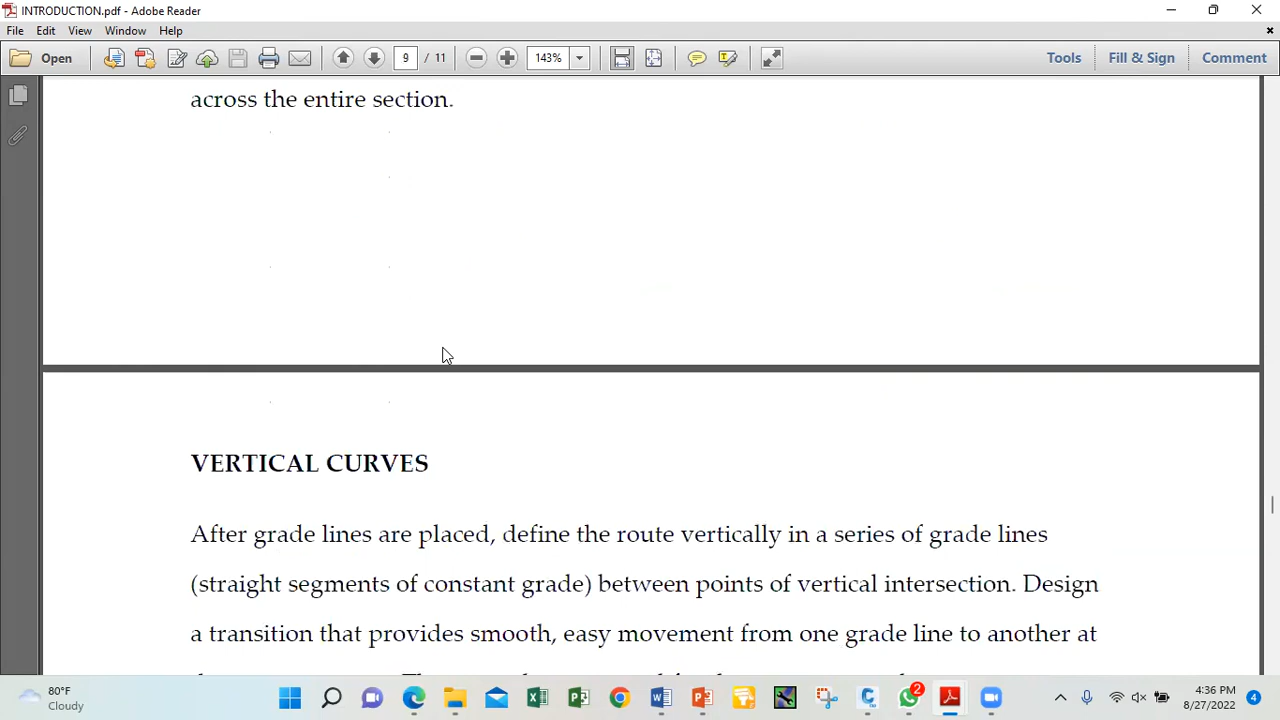 INTRODUCTION.pdf - Adobe Reader
File Edit View Window Help
Open 9 / 11 143% Tools Fill & Sign Comment
across the entire section.
VERTICAL CURVES
After grade lines are placed, define the route vertically in a series of grade lines
(straight segments of constant grade) between points of vertical intersection. Design
a transition that provides smooth, easy movement from one grade line to another at
80°F
Cloudy
2
4:36 PM
8/27/2022
4